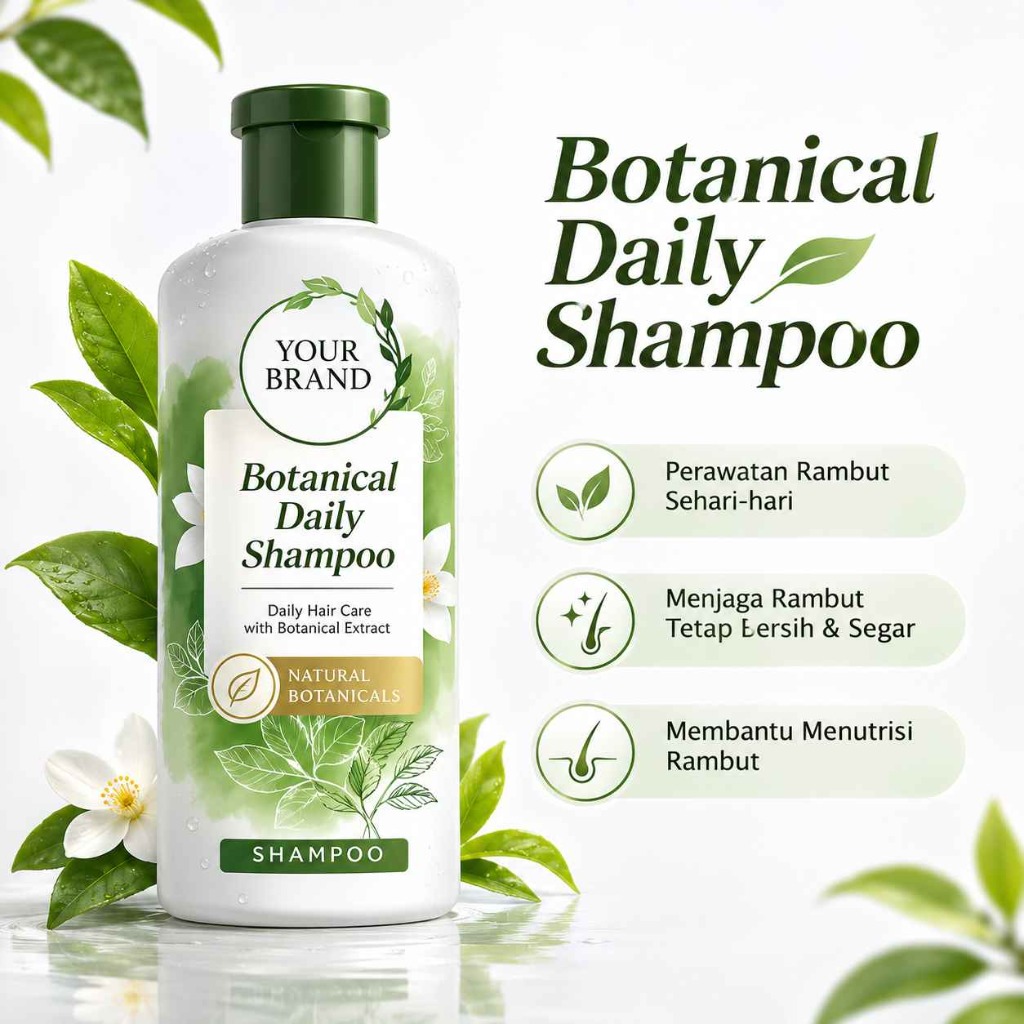 YOUR
BRAND
Botanical
Daily
Shampoo
Daily Hair Care
with Botanical Extract
NATURAL
BOTANICALS
SHAMPOO
Botanical
Daily
Shampoo
Perawatan Rambut
Sehari-hari
Menjaga Rambut
Tetap Bersih & Segar
Membantu Menutrisi
Rambut